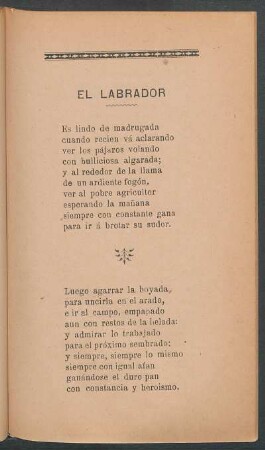 EL LABRADOR
Es lindo de madrugada
cuando recien vá aclarando
ver los pájaros volando
con bulliciosa algarada;
y al rededor de la llama
de un ardiente fogón,
ver al pobre agricultor
esperando la mañana
siempre con constante gana
para ir á brotar su sudor.
Luego agarrar la boyada,
para uncirla en el arado,
e ir el campo, empapado
aun con restos de la helada:
y admirar lo trabajado
para el próximo sembrado;
y siempre, siempre lo mismo
siempre con igual afan
ganándose el duro pan
con constancia y heroismo.